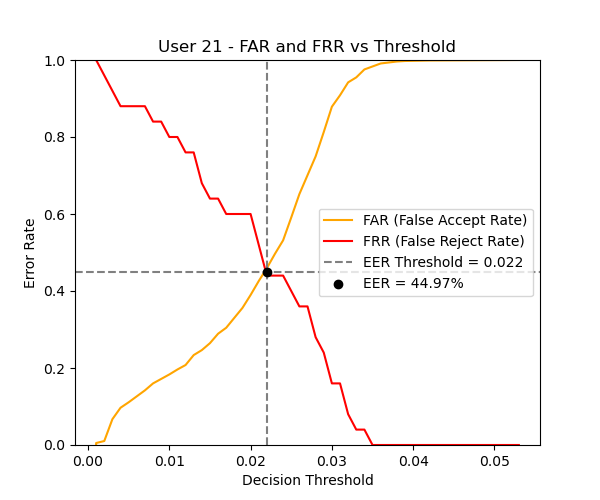 User 21 - FAR and FRR vs Threshold
1.0
0.8
0.6
0.4
0.2
0.0
Error Rate
FAR (False Accept Rate)
FRR (False Reject Rate)
EER Threshold = 0.022
EER = 44.97%
0.00 0.01 0.02 0.03 0.04 0.05
Decision Threshold